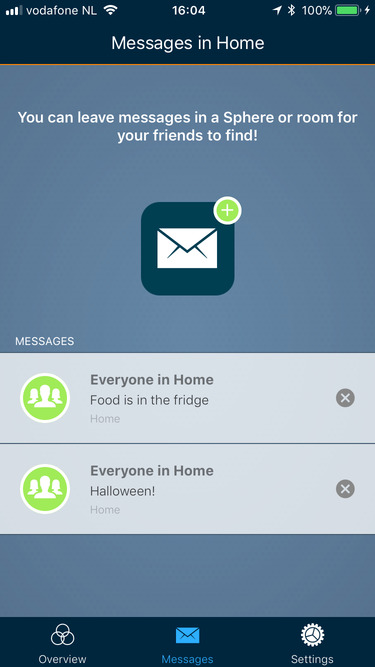 vodafone NL 16:04 100%
Messages in Home
You can leave messages in a Sphere or room for
your friends to find!
MESSAGES
Everyone in Home
Food is in the fridge
Home
Everyone in Home
Halloween!
Home
Overview Messages Settings